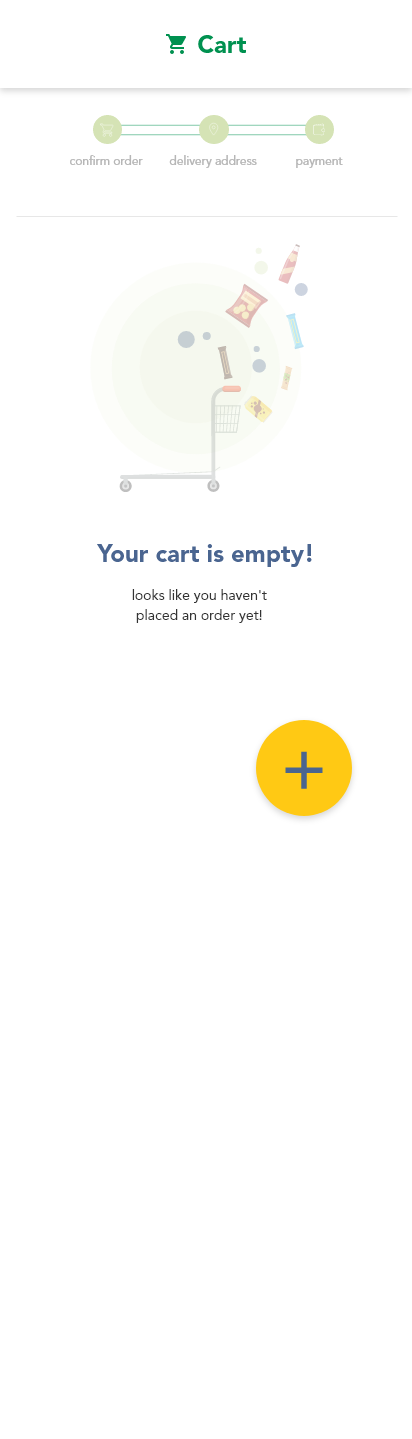 Cart
confirm order delivery address payment
Your cart is empty!
looks like you haven't
placed an order yet!